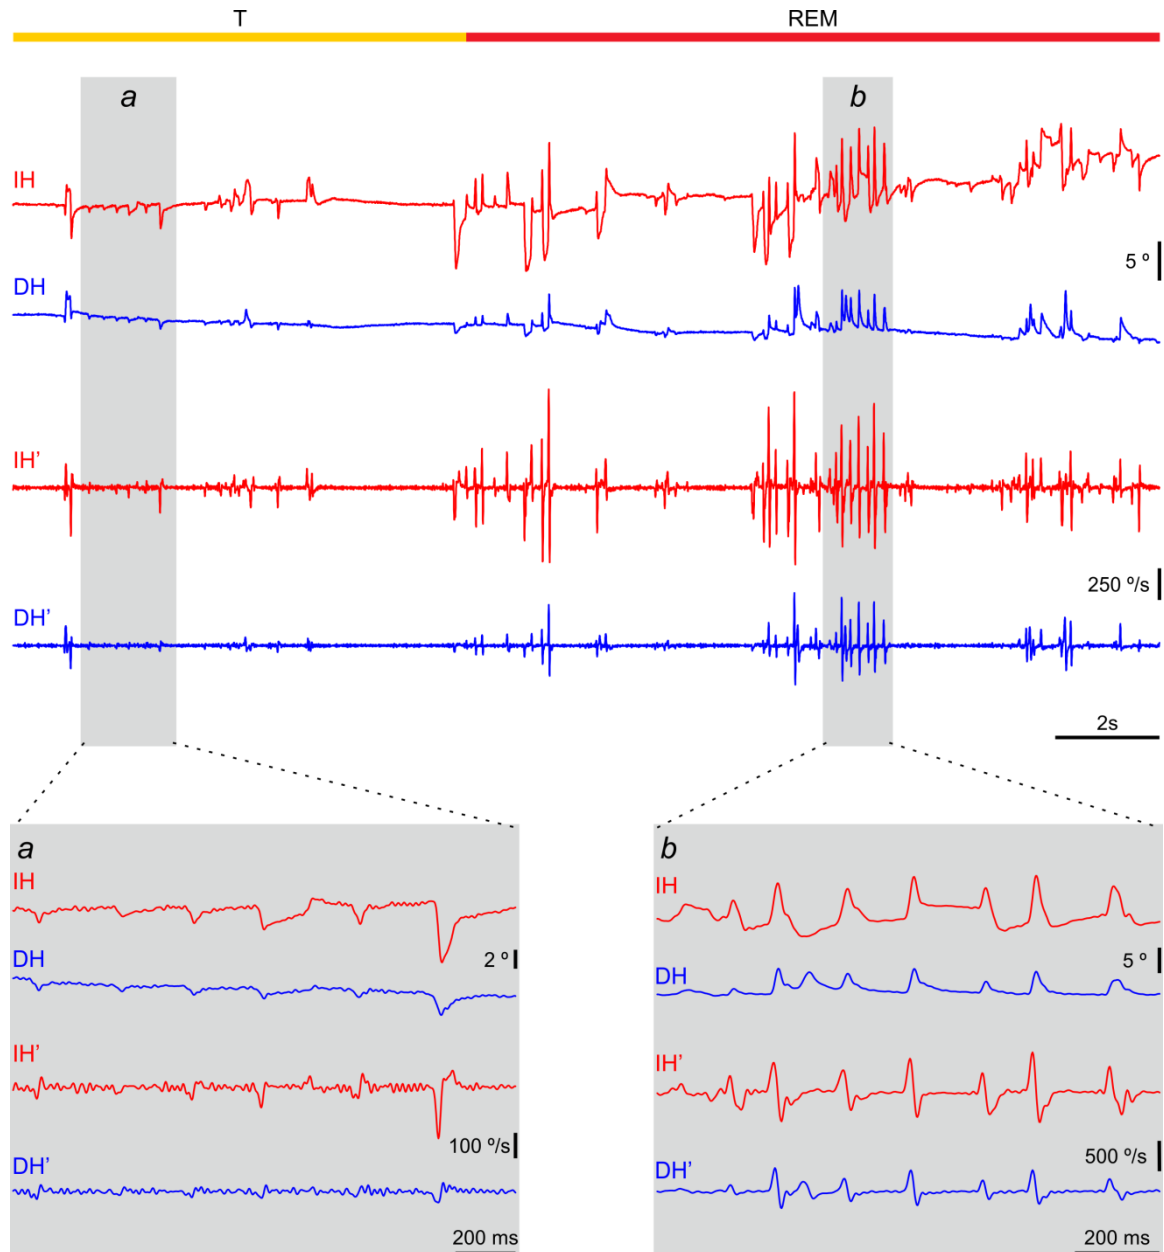 T REM
a b
IH
5 º
DH
IH’
250 º/s
DH’
2s
a
IH
DH
2 º
IH’
100 º/s
DH’
200 ms
b
IH
DH
5 º
IH’
500 º/s
DH’
200 ms